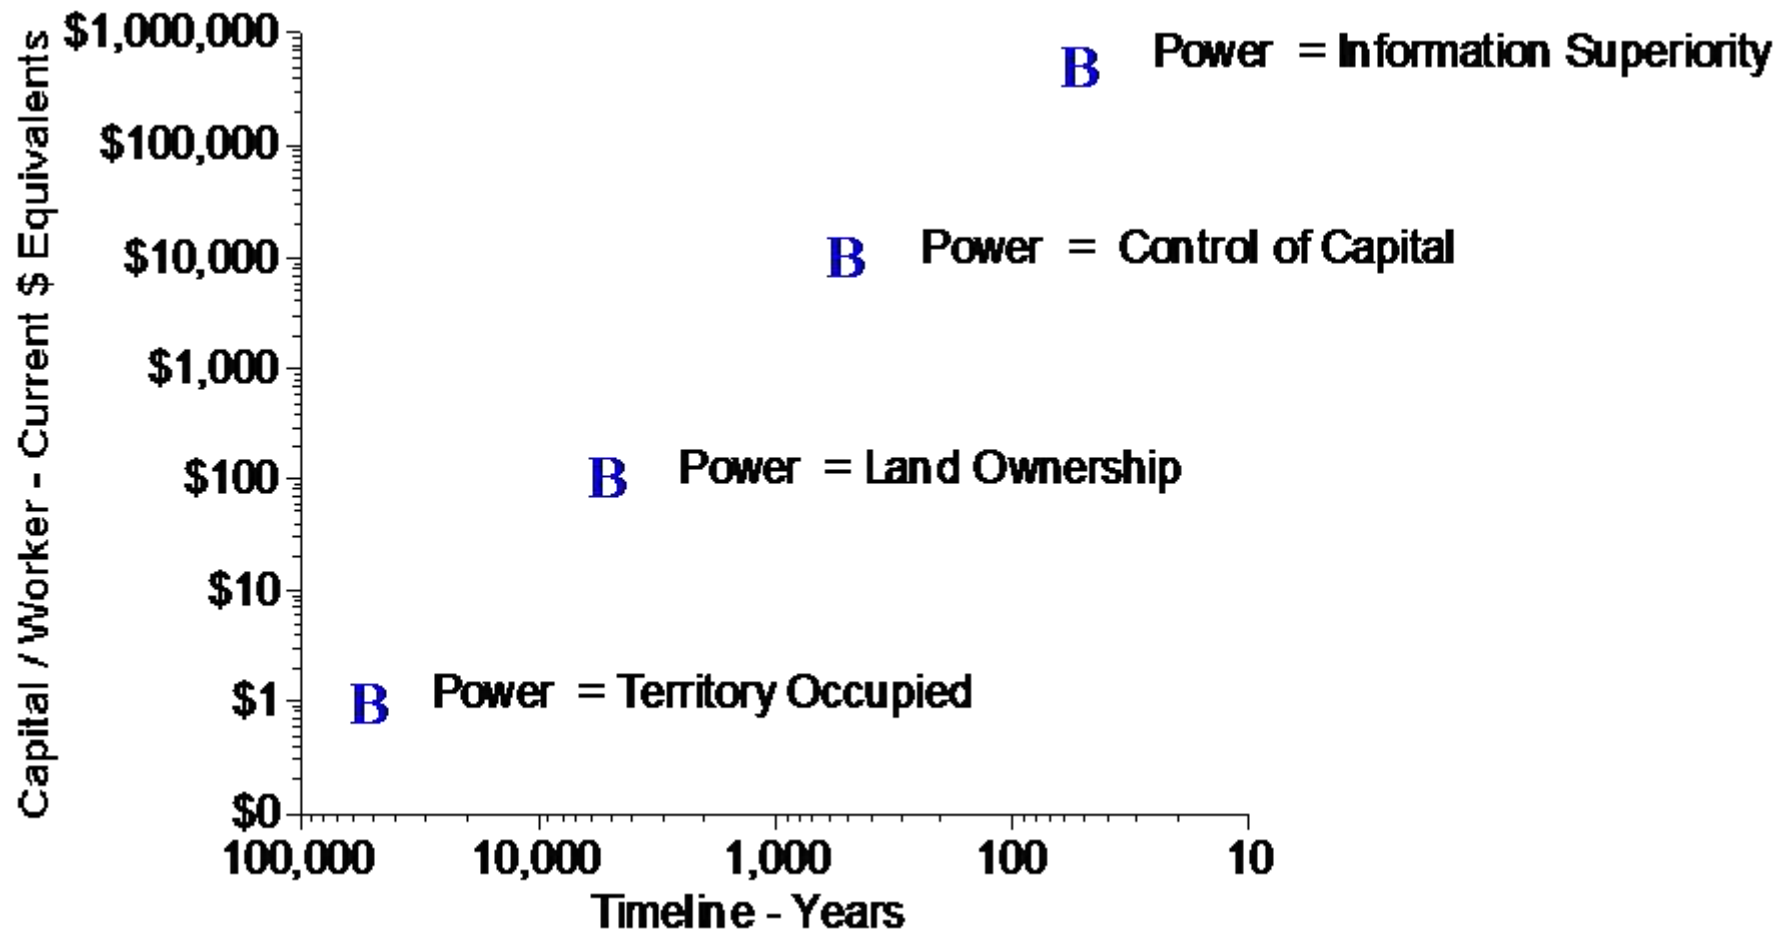 Capital / Worker - Current $ Equivalents
$1,000,000
B Power = Information Superiority
$100,000
$10,000
B Power = Control of Capital
$1,000
$100
B Power = Land Ownership
$10
$1
B Power = Territory Occupied
$0
100,000 10,000 1,000 100 10
Timeline - Years